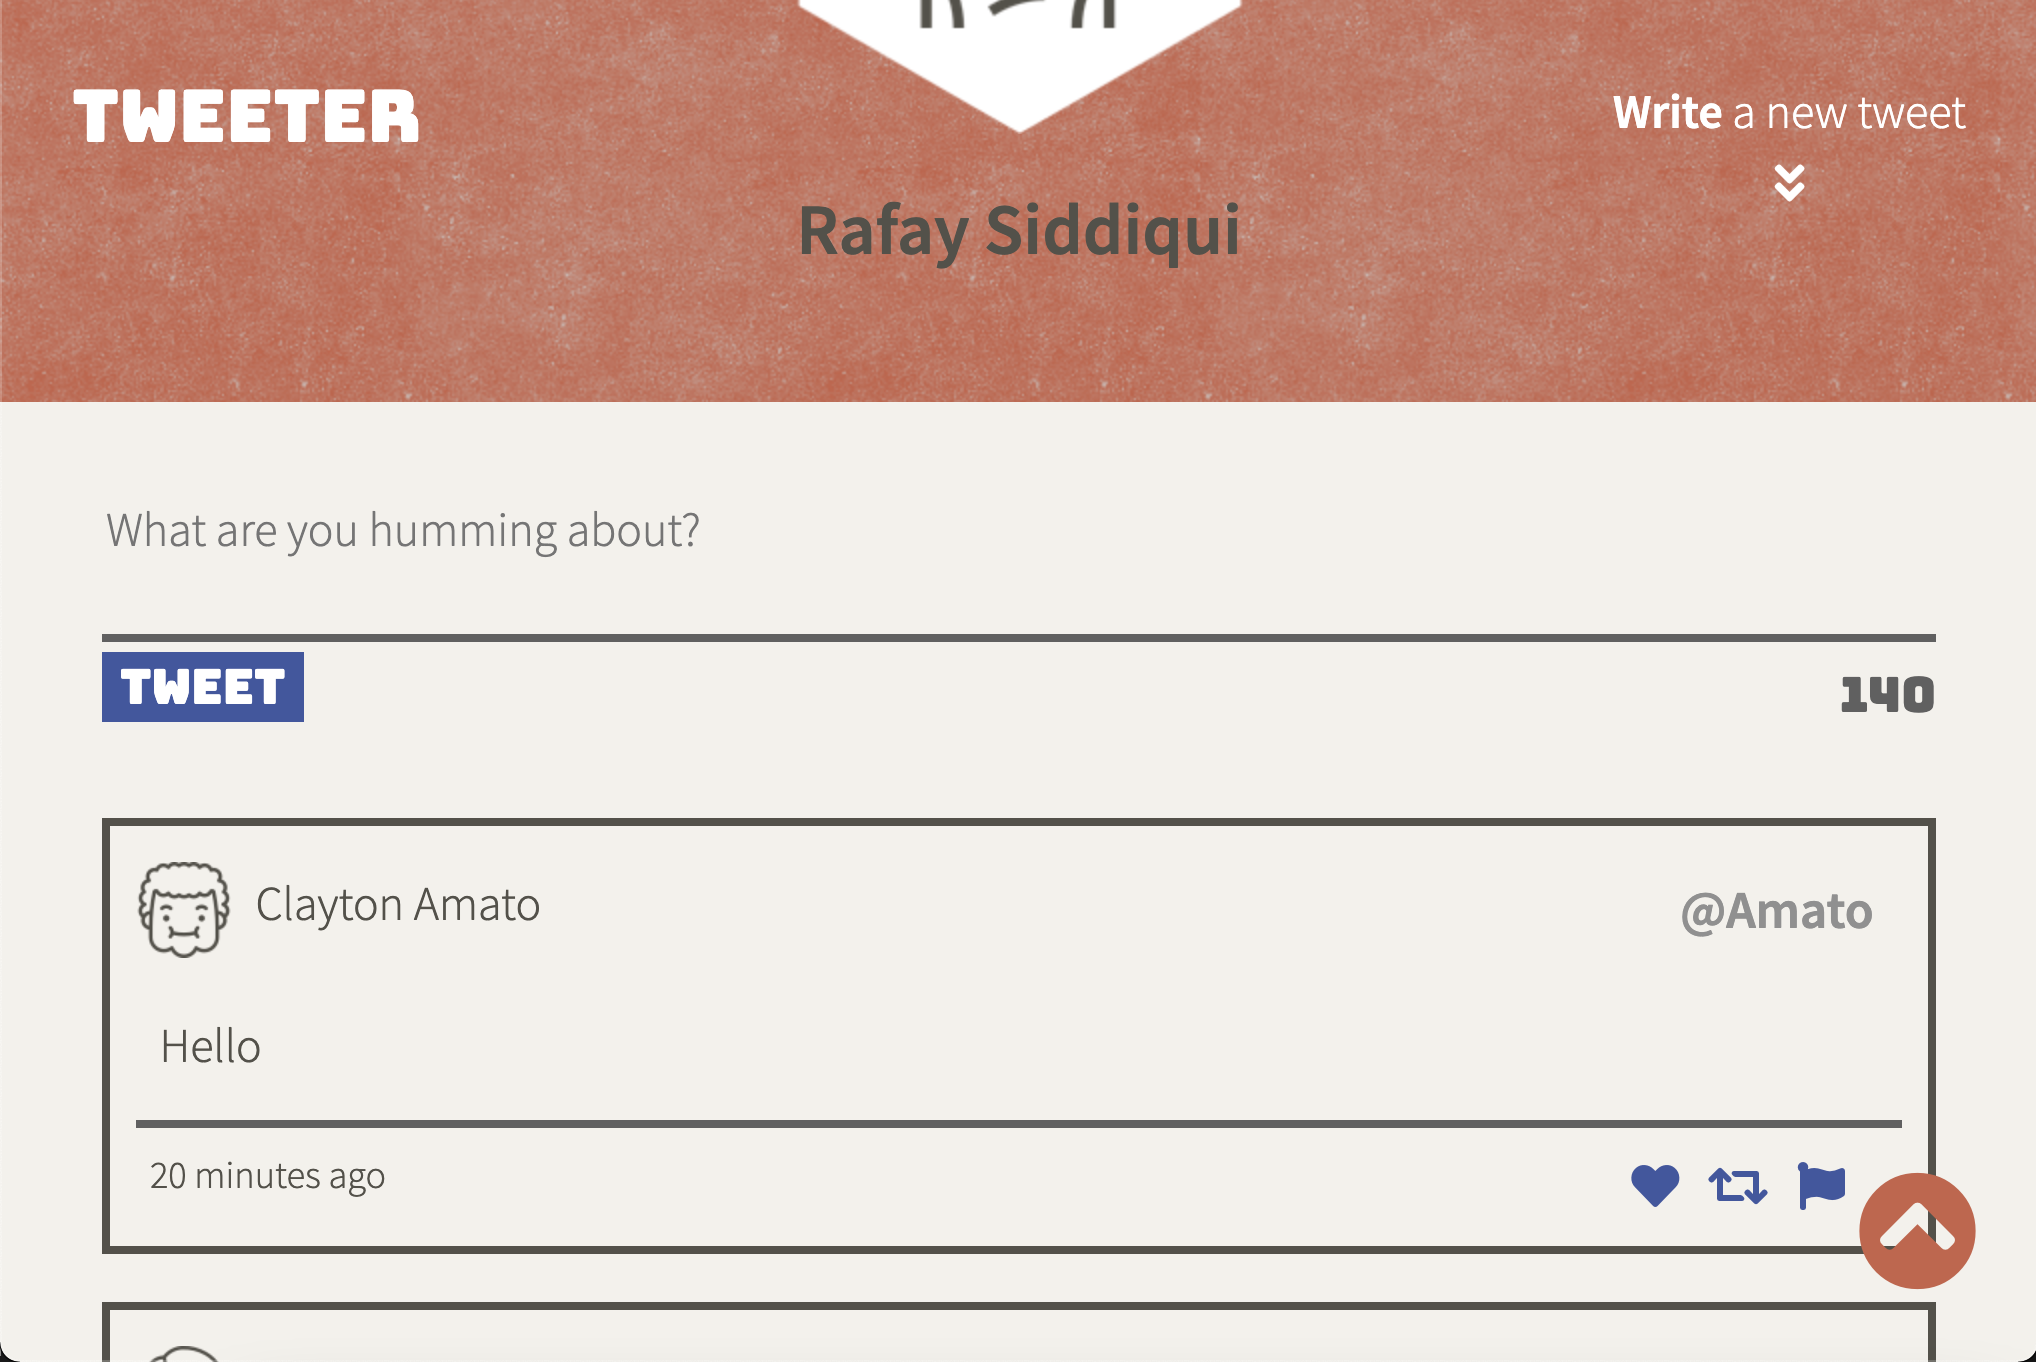 TWEETER
Write a new tweet
Rafay Siddiqui
What are you humming about?
TWEET
140
Clayton Amato
@Amato
Hello
20 minutes ago